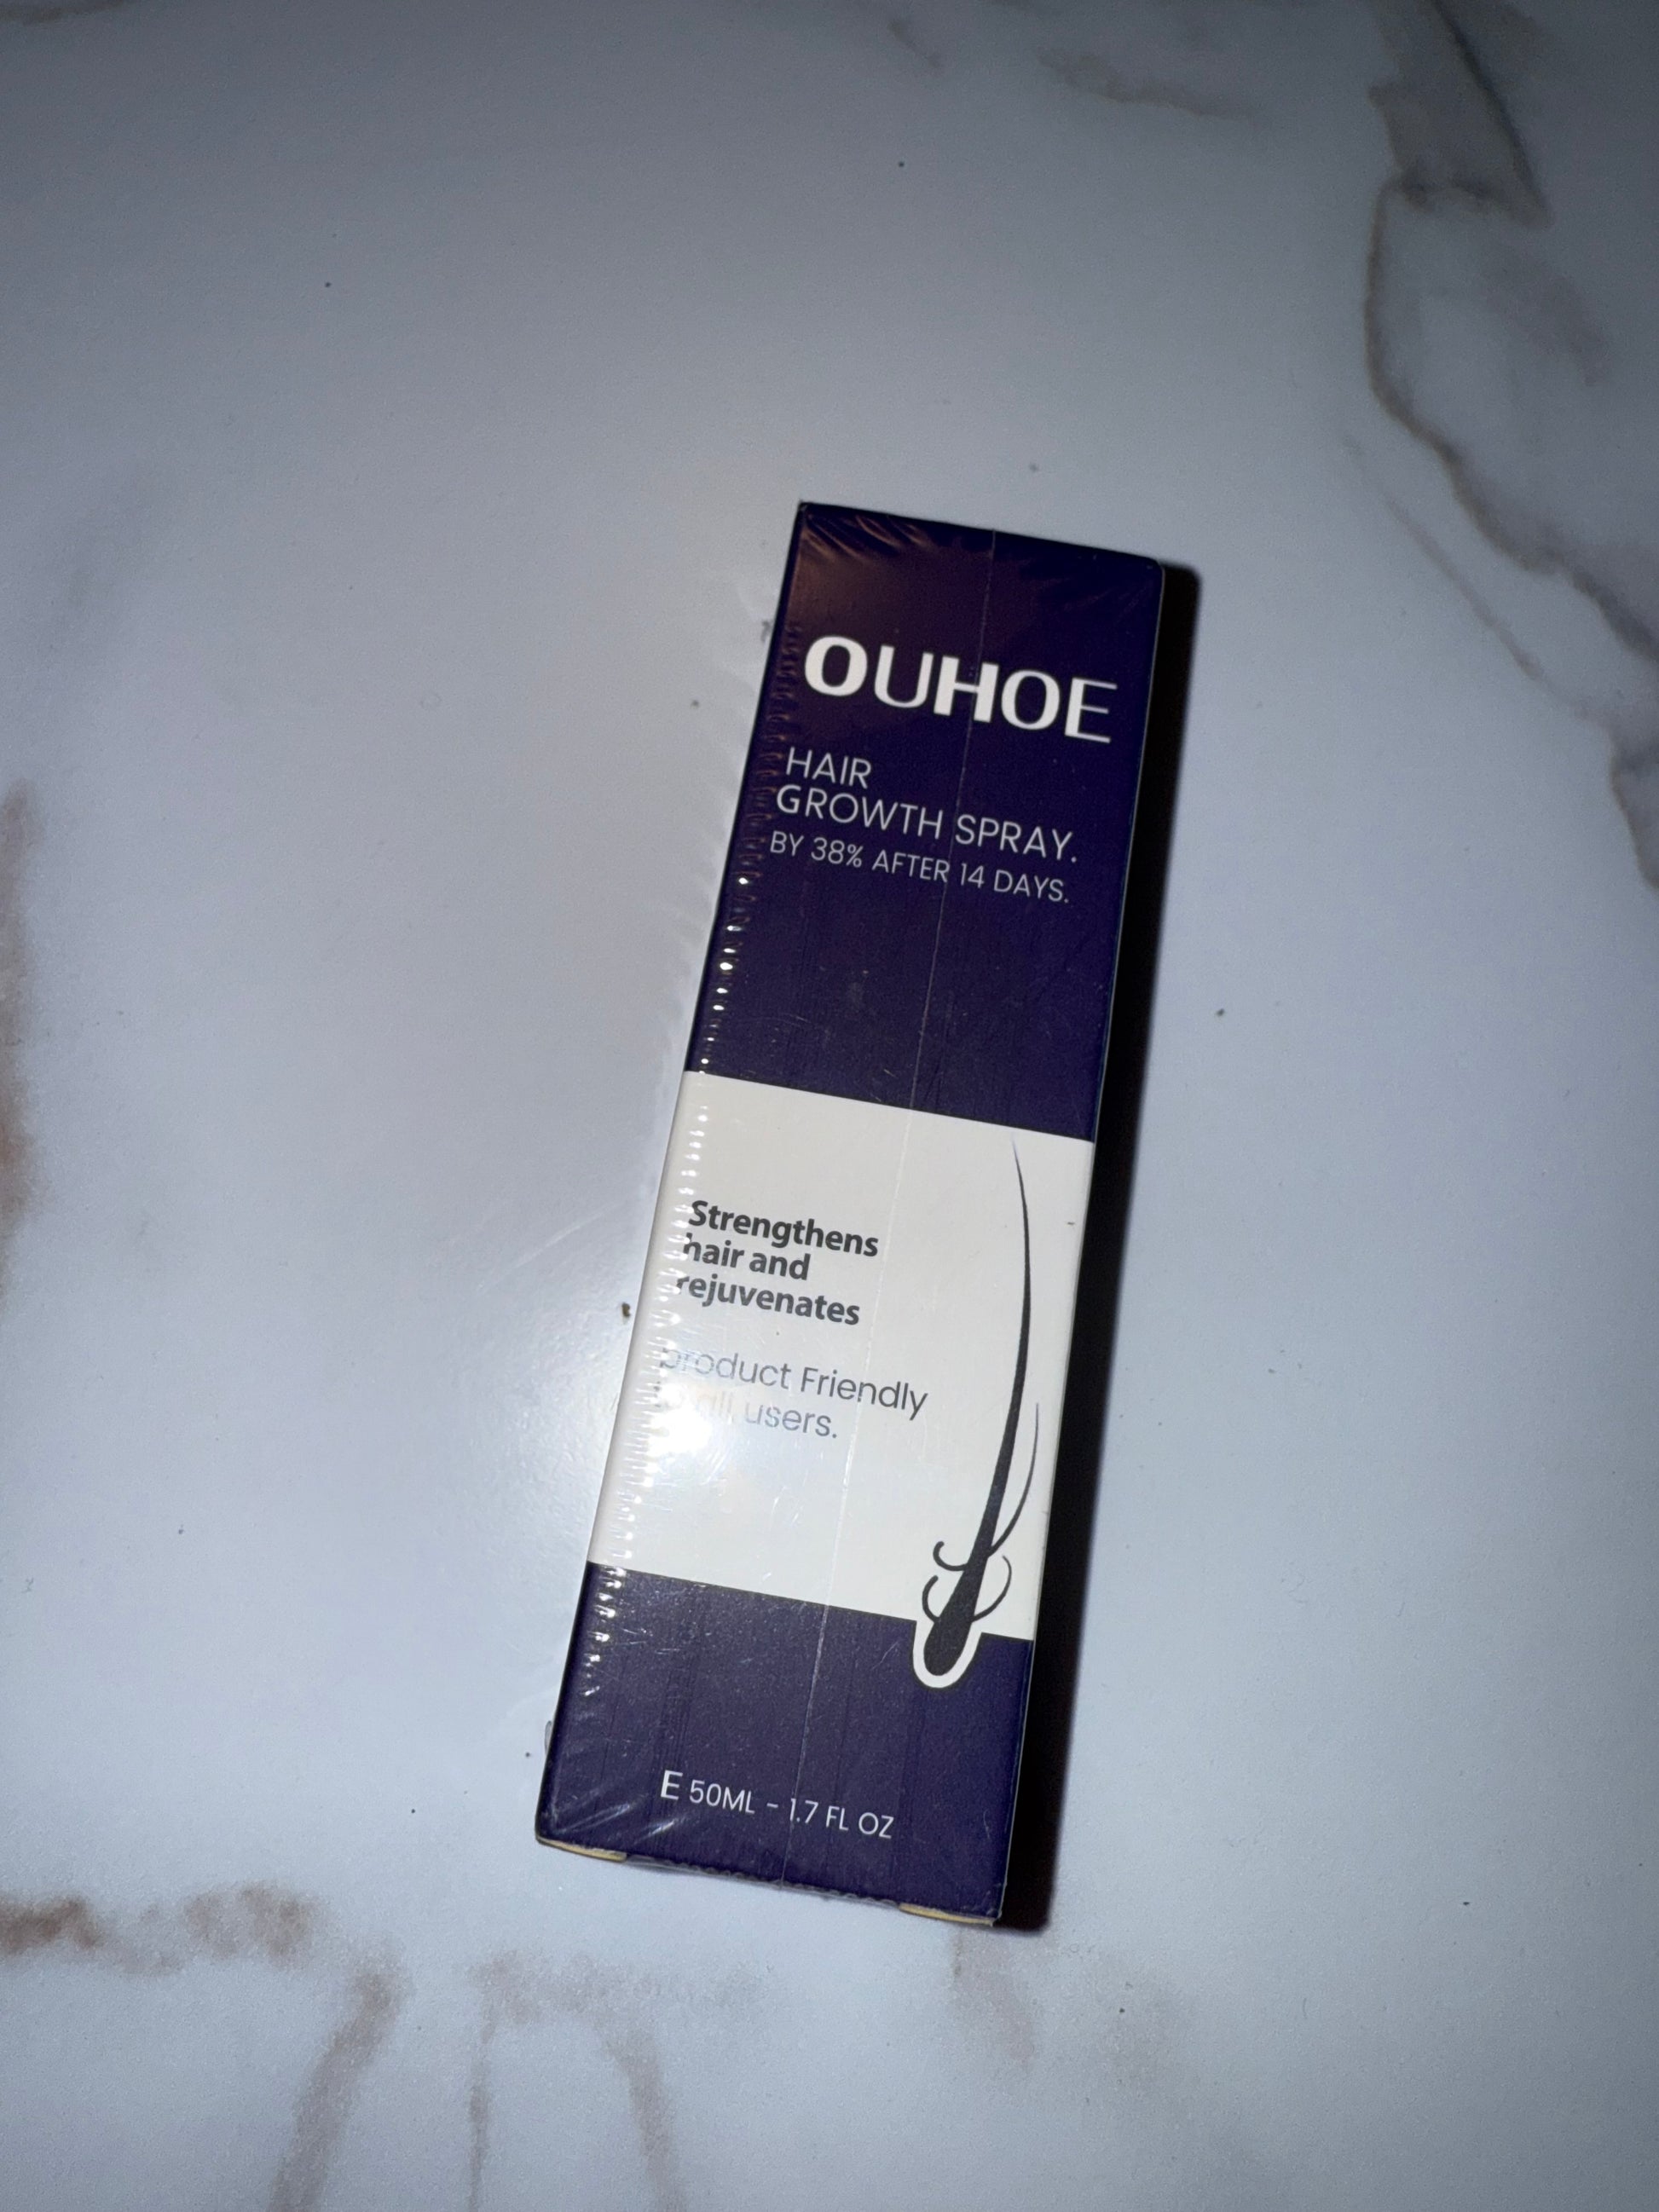 OUHOE
HAIR
GROWTH SPRAY.
BY 38% AFTER 14 DAYS.
Strengthens
hair and
rejuvenates
product Friendly
all users.
E 50ML - 1.7 FL OZ